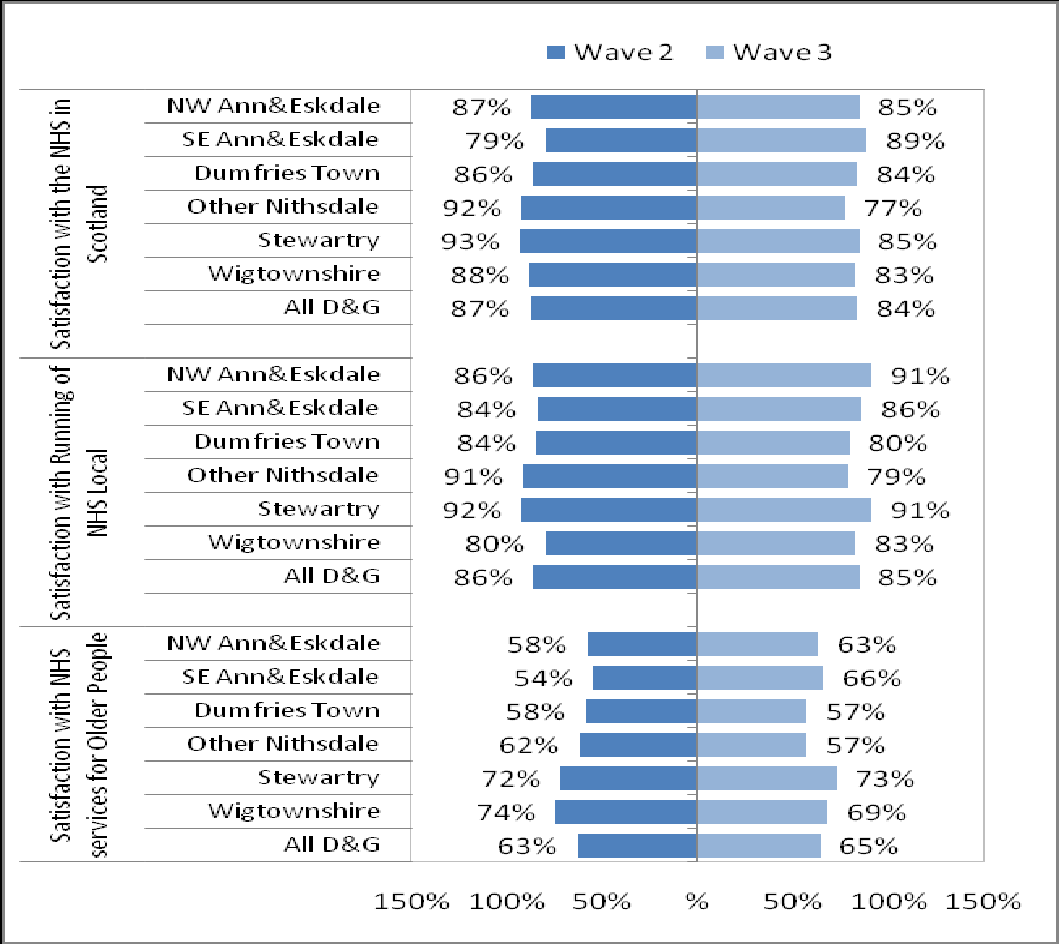 Wave 2 Wave 3
Satisfaction with the NHS in
Scotland
NW Ann&Eskdale 87% 85%
SE Ann&Eskdale 79% 89%
Dumfries Town 86% 84%
Other Nithsdale 92% 77%
Stewartry 93% 85%
Wigtownshire 88% 83%
All D&G 87% 84%
Satisfaction with Running of
NHS Local
NW Ann&Eskdale 86% 91%
SE Ann&Eskdale 84% 86%
Dumfries Town 84% 80%
Other Nithsdale 91% 79%
Stewartry 92% 91%
Wigtownshire 80% 83%
All D&G 86% 85%
Satisfaction with NHS
services for Older People
NW Ann&Eskdale 58% 63%
SE Ann&Eskdale 54% 66%
Dumfries Town 58% 57%
Other Nithsdale 62% 57%
Stewartry 72% 73%
Wigtownshire 74% 69%
All D&G 63% 65%
150% 100% 50% % 50% 100% 150%